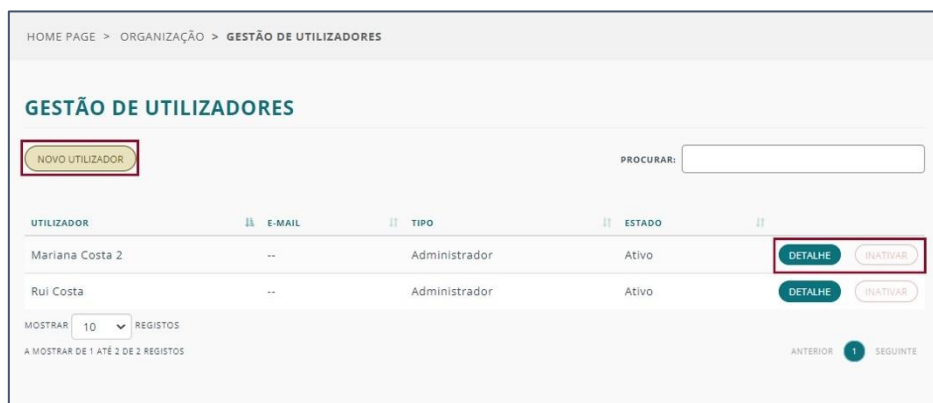 HOME PAGE > ORGANIZAÇÃO > GESTÃO DE UTILIZADORES
GESTÃO DE UTILIZADORES
NOVO UTILIZADOR PROCURAR:
UTILIZADOR E-MAIL TIPO ESTADO
Mariana Costa 2 -- Administrador Ativo DETALHE INATIVAR
Rui Costa -- Administrador Ativo DETALHE INATIVAR
MOSTRAR 10 REGISTOS
A MOSTRAR DE 1 ATÉ 2 DE 2 REGISTOS ANTERIOR 1 SEGUINTE